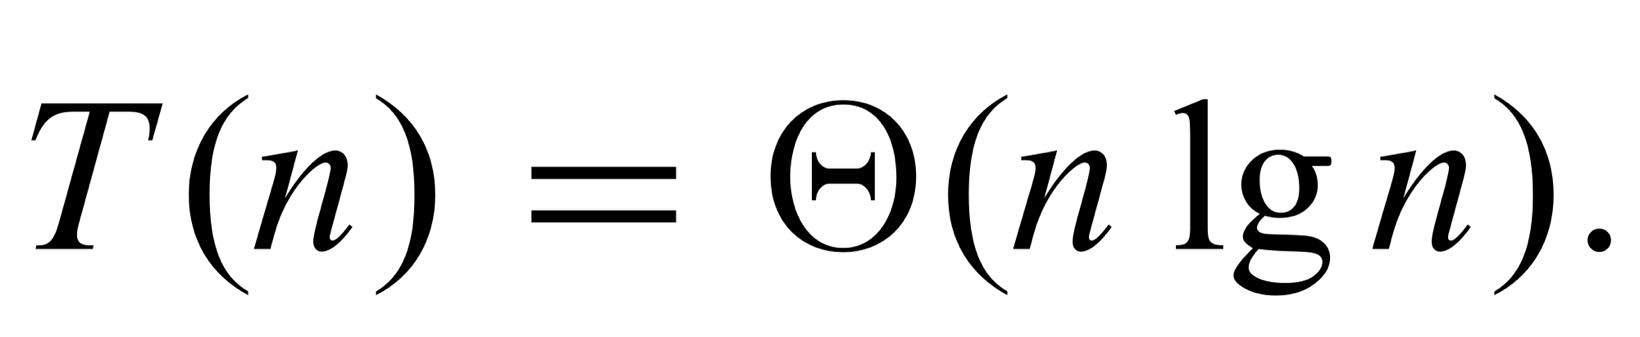 T(n) = Θ(n lg n).